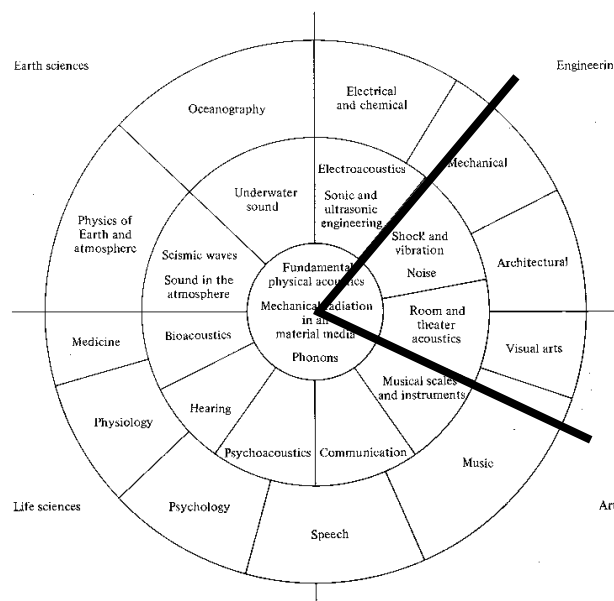 Earth sciences
Engineerin
Oceanography
Electrical
and chemical
Mechanical
Underwater
sound
Electroacoustics
Sonic and
ultrasonic
engineering
Physics of
Earth and
atmosphere
Seismic waves
Sound in the
atmosphere
Shock and
vibration
Noise
Architectural
Fundamental
physical acoustics
Mechanical radiation
in all
material media
Phonons
Room and
theater
acoustics
Medicine
Bioacoustics
Visual arts
Physiology
Hearing
Musical scales
and instruments
Psychoacoustics
Communication
Music
Life sciences
Psychology
Speech
Art